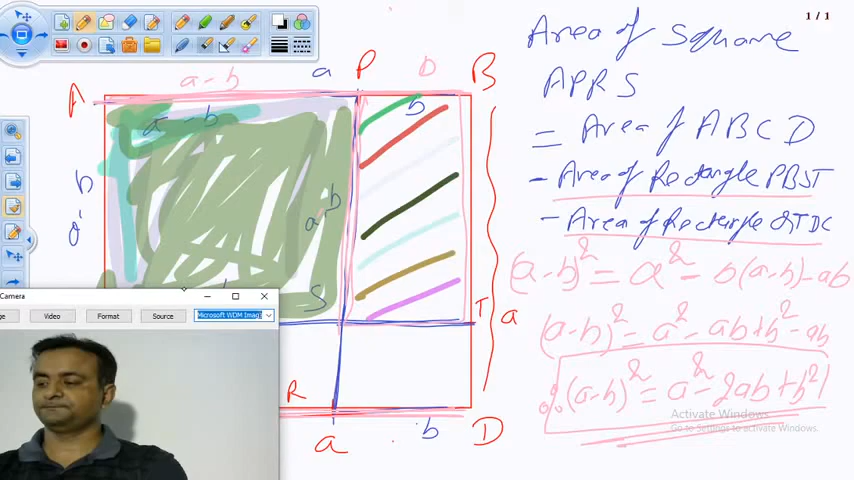 1 / 1
Area of Square
APRS
= Area of ABCD
- Area of Rectangle PBST
- Area of Rectangle QTDC
(a-b)² = a² - b(a-b) - ab
(a-b)² = a² - ab + b² - ab
∴ (a-b)² = a² - 2ab + b²
a-b a P b B
A
a-b b
b
a-b
S T a
R
a b D
Camera
Video Format Source Microsoft WDM Imag
Activate Windows
Go to Settings to activate Windows.